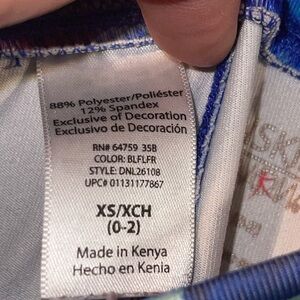 88% Polyester/Poliéster
12% Spandex
Exclusive of Decoration
Exclusivo de Decoración
RN# 64759 35B
COLOR: BLFLFR
STYLE: DNL26108
UPC# 01131177867
XS/XCH
(0-2)
Made in Kenya
Hecho en Kenia